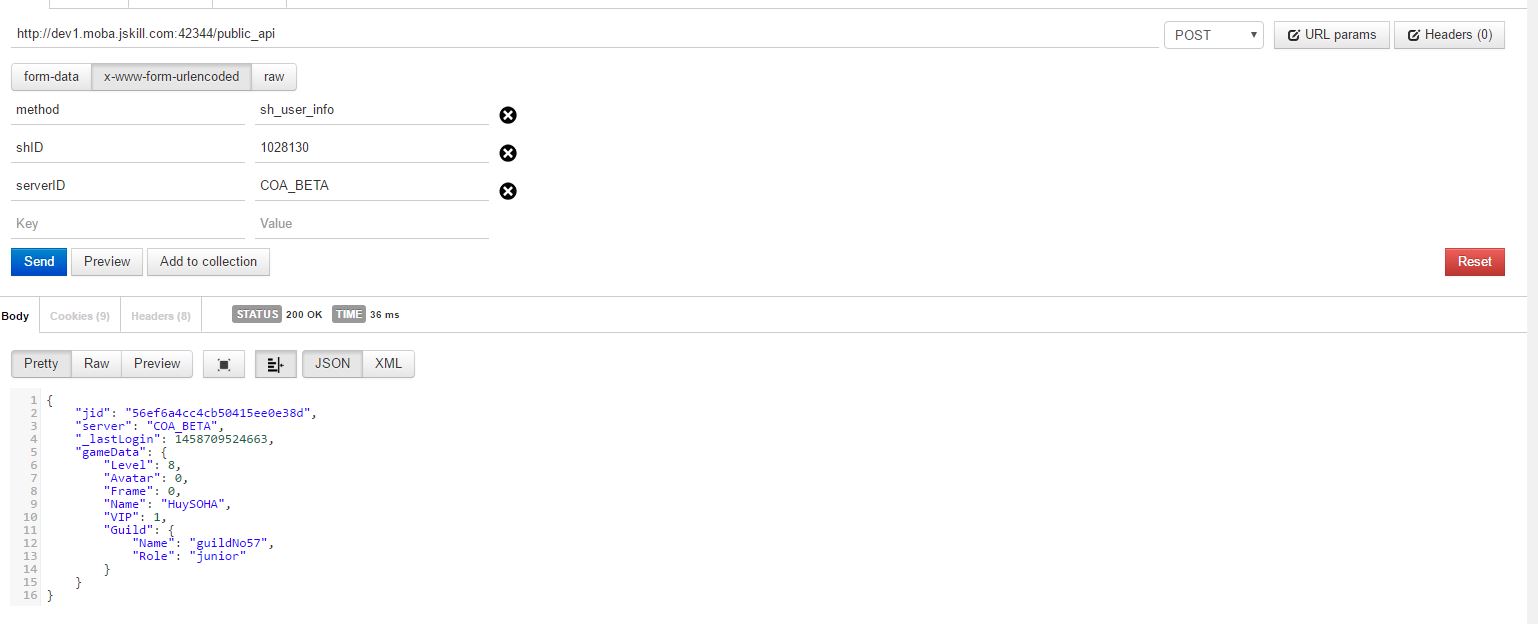 http://dev1.moba.jskill.com:42344/public_api POST URL params Headers (0)
form-data x-www-form-urlencoded raw
method sh_user_info
shID 1028130
serverID COA_BETA
Key Value
Send Preview Add to collection Reset
Body Cookies (9) Headers (8) STATUS 200 OK TIME 36 ms
Pretty Raw Preview JSON XML
1 {
2 "jid": "56ef6a4cc4cb50415ee0e38d",
3 "server": "COA_BETA",
4 "_lastLogin": 1458709524663,
5 "gameData": {
6 "Level": 8,
7 "Avatar": 0,
8 "Frame": 0,
9 "Name": "HuySOHA",
10 "VIP": 1,
11 "Guild": {
12 "Name": "guildNo57",
13 "Role": "junior"
14 }
15 }
16 }